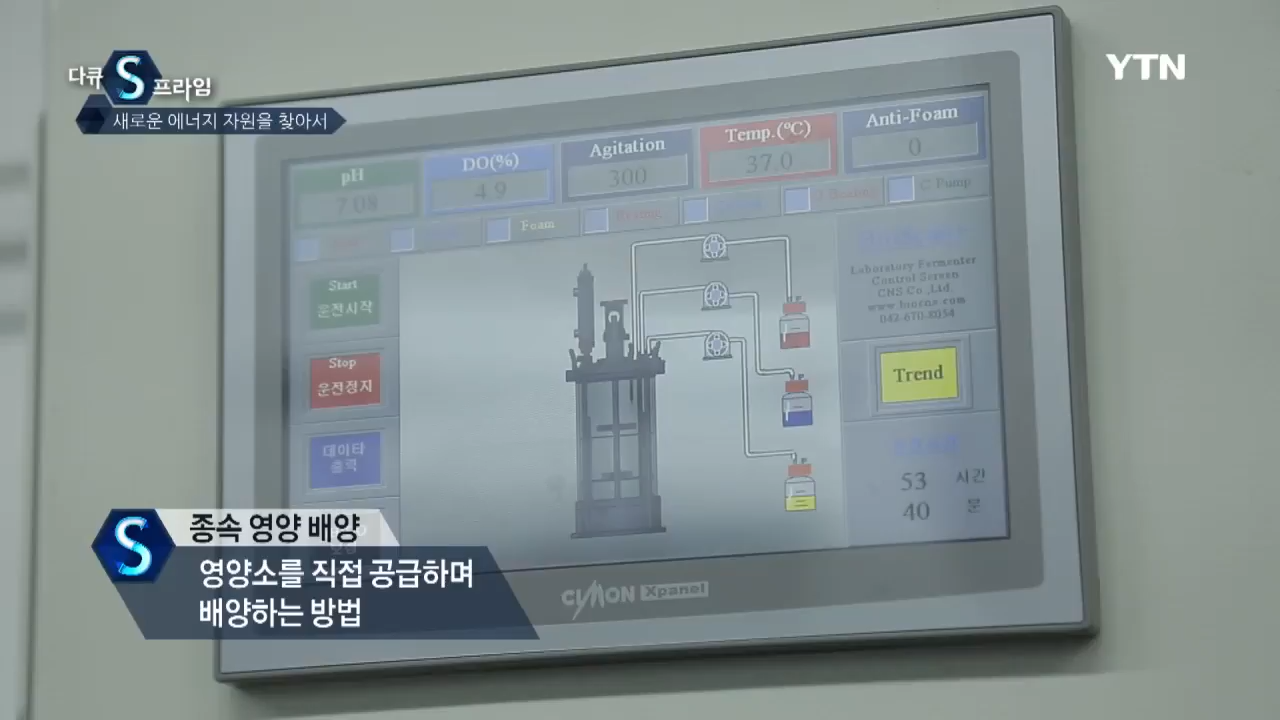 다큐 S 프라임
YTN
새로운 에너지 자원을 찾아서
pH
7.08
DO(%)
4.9
Agitation
300
Temp.(℃)
37.0
Anti-Foam
0
Foam
C Pump
Start
운전시작
Stop
운전정지
데이타
출력
Laboratory Fermenter
Control Screen
CNS Co.,Ltd.
042-670-8054
Trend
53 시간
40 분
S
종속 영양 배양
영양소를 직접 공급하며
배양하는 방법
CIMON Xpanel